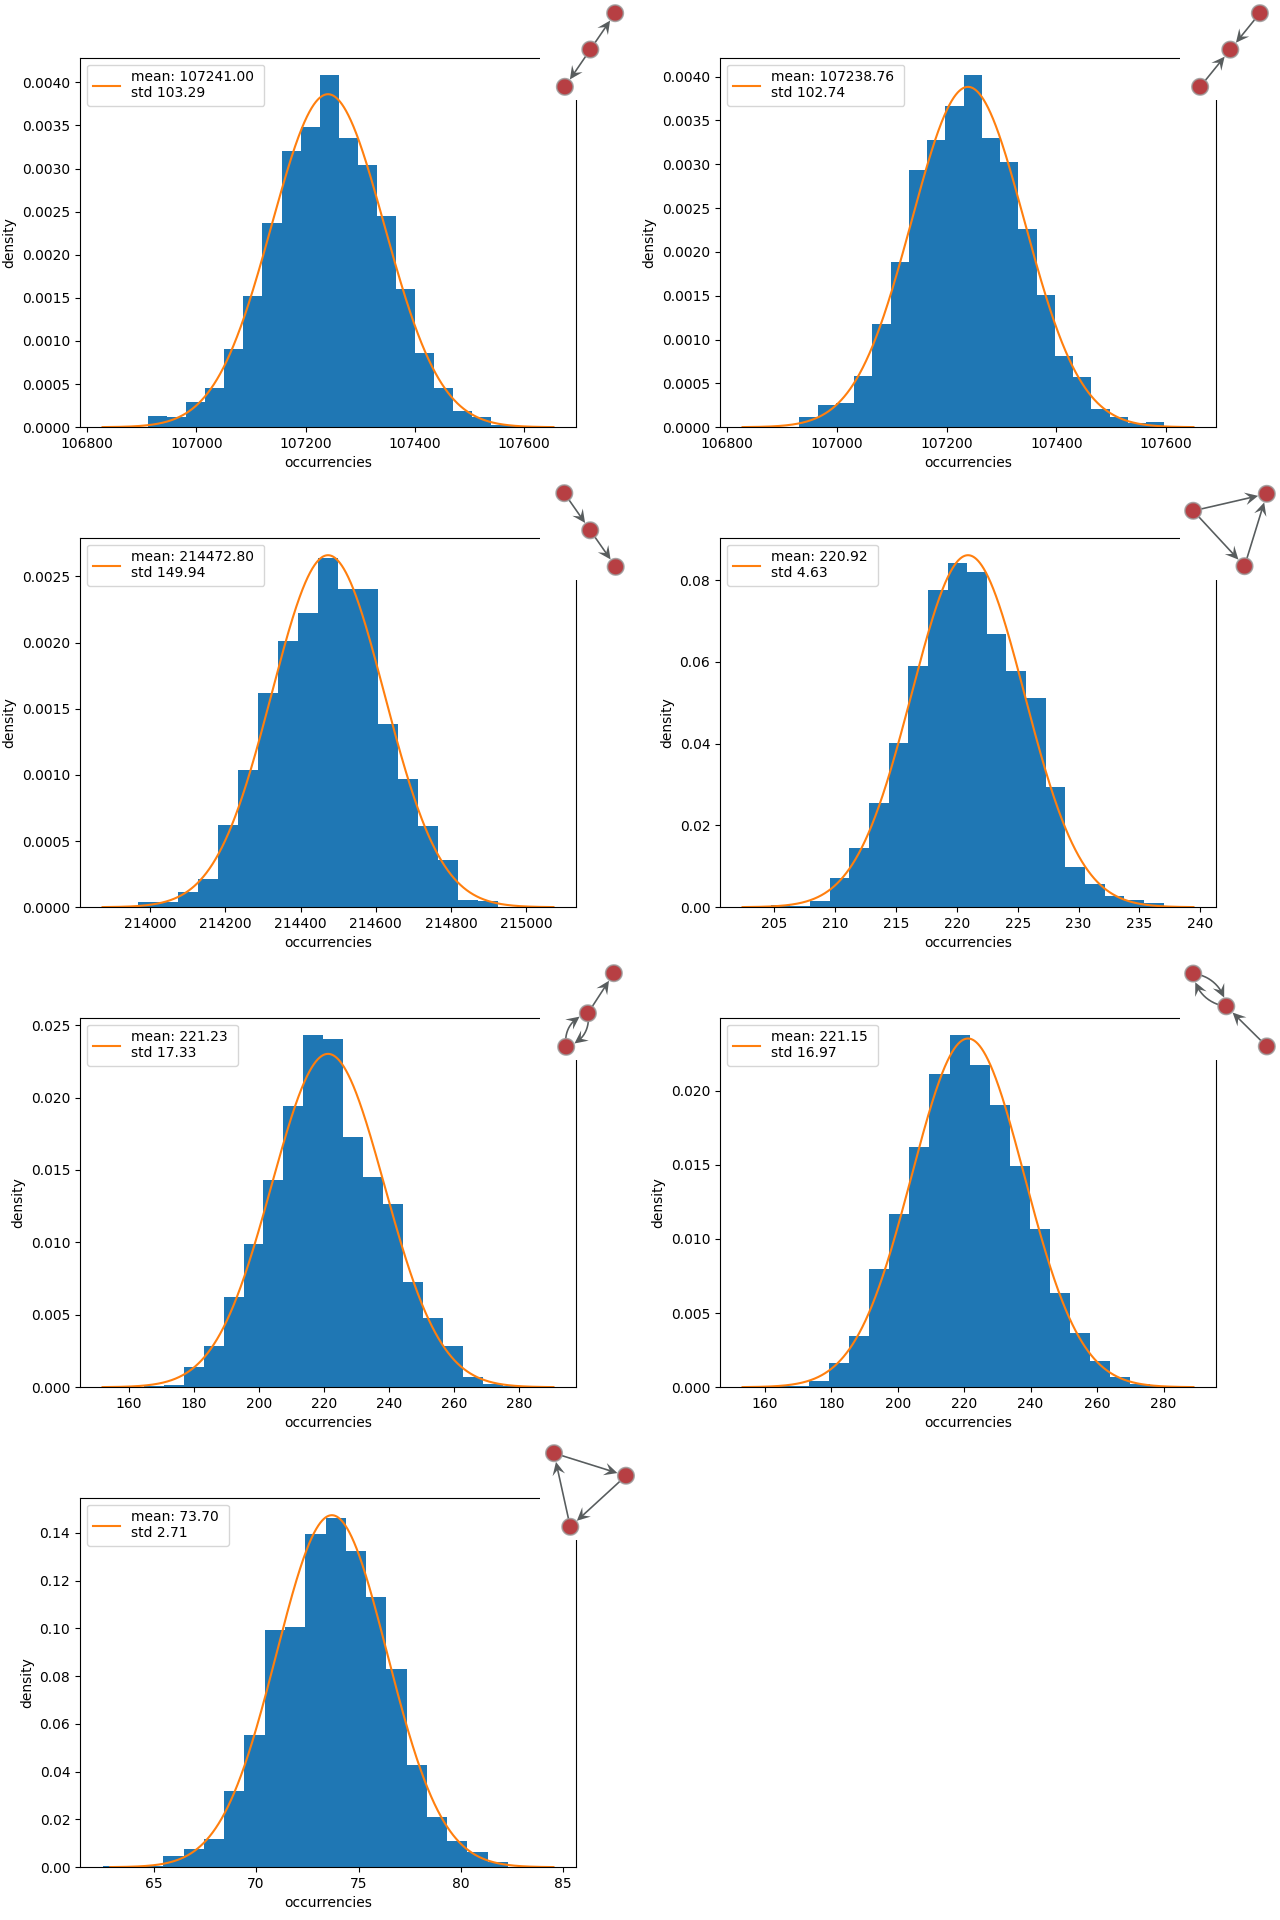 mean: 107241.00
std 103.29
0.0040
0.0035
0.0030
0.0025
0.0020
0.0015
0.0010
0.0005
0.0000
density
106800 107000 107200 107400 107600
occurrencies
mean: 107238.76
std 102.74
0.0040
0.0035
0.0030
0.0025
0.0020
0.0015
0.0010
0.0005
0.0000
density
106800 107000 107200 107400 107600
occurrencies
mean: 214472.80
std 149.94
0.0025
0.0020
0.0015
0.0010
0.0005
0.0000
density
214000 214200 214400 214600 214800 215000
occurrencies
mean: 220.92
std 4.63
0.08
0.06
0.04
0.02
0.00
density
205 210 215 220 225 230 235 240
occurrencies
mean: 221.23
std 17.33
0.025
0.020
0.015
0.010
0.005
0.000
density
160 180 200 220 240 260 280
occurrencies
mean: 221.15
std 16.97
0.020
0.015
0.010
0.005
0.000
density
160 180 200 220 240 260 280
occurrencies
mean: 73.70
std 2.71
0.14
0.12
0.10
0.08
0.06
0.04
0.02
0.00
density
65 70 75 80 85
occurrencies